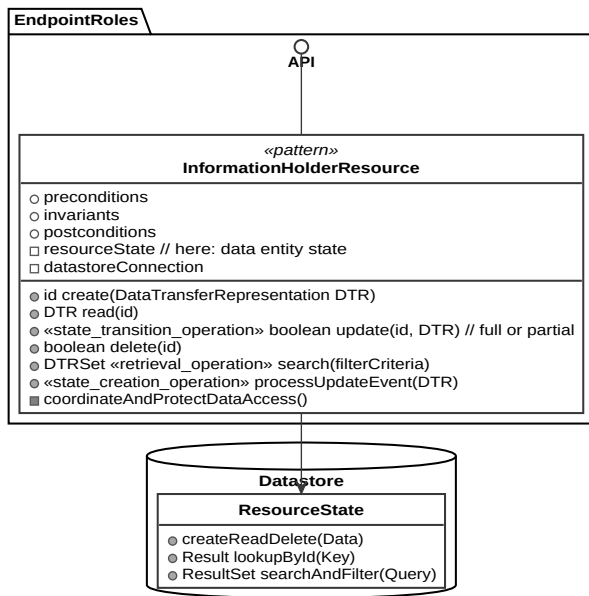 EndpointRoles
API
«pattern»
InformationHolderResource
preconditions
invariants
postconditions
resourceState // here: data entity state
datastoreConnection
id create(DataTransferRepresentation DTR)
DTR read(id)
«state_transition_operation» boolean update(id, DTR) // full or partial
boolean delete(id)
DTRSet «retrieval_operation» search(filterCriteria)
«state_creation_operation» processUpdateEvent(DTR)
coordinateAndProtectDataAccess()
Datastore
ResourceState
createReadDelete(Data)
Result lookupById(Key)
ResultSet searchAndFilter(Query)